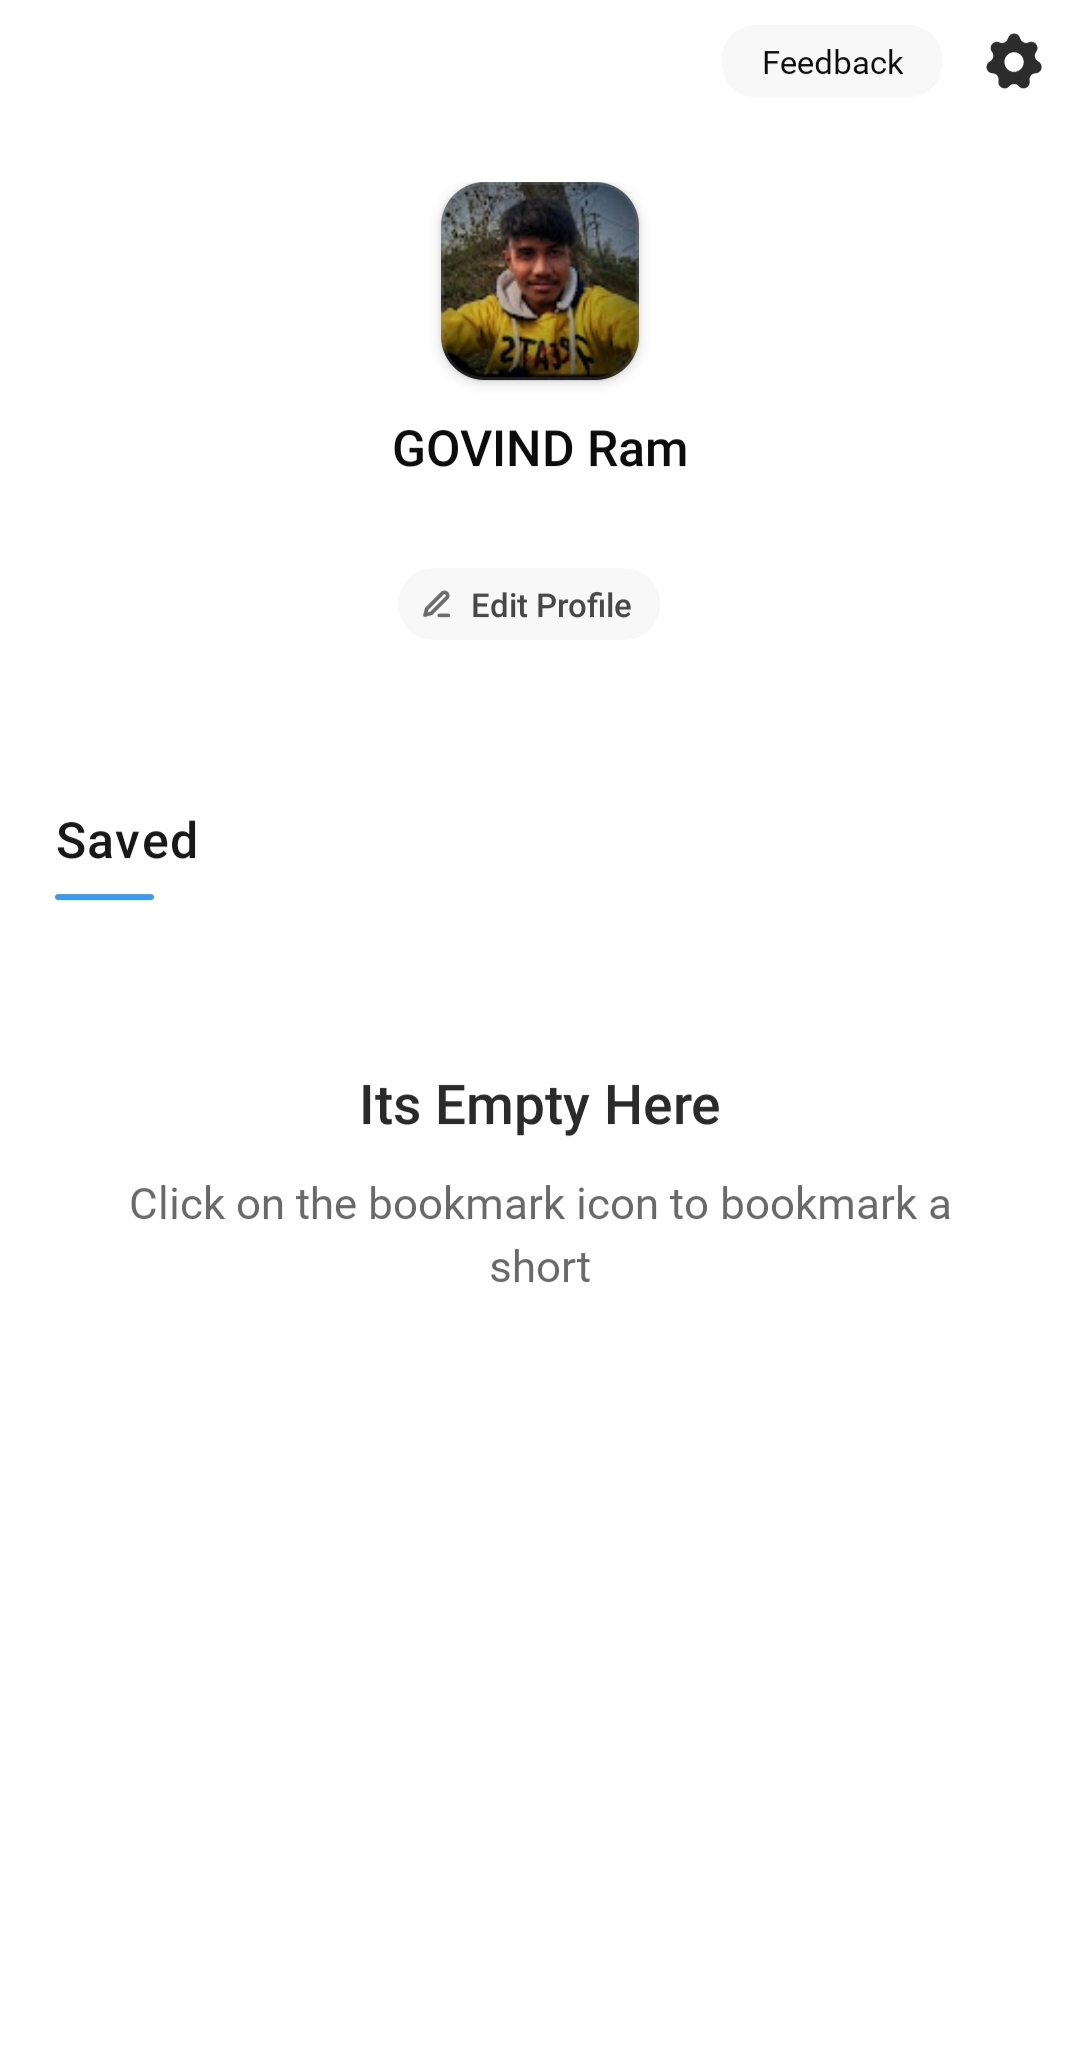 Feedback
GOVIND Ram
Edit Profile
Saved
Its Empty Here
Click on the bookmark icon to bookmark a
short